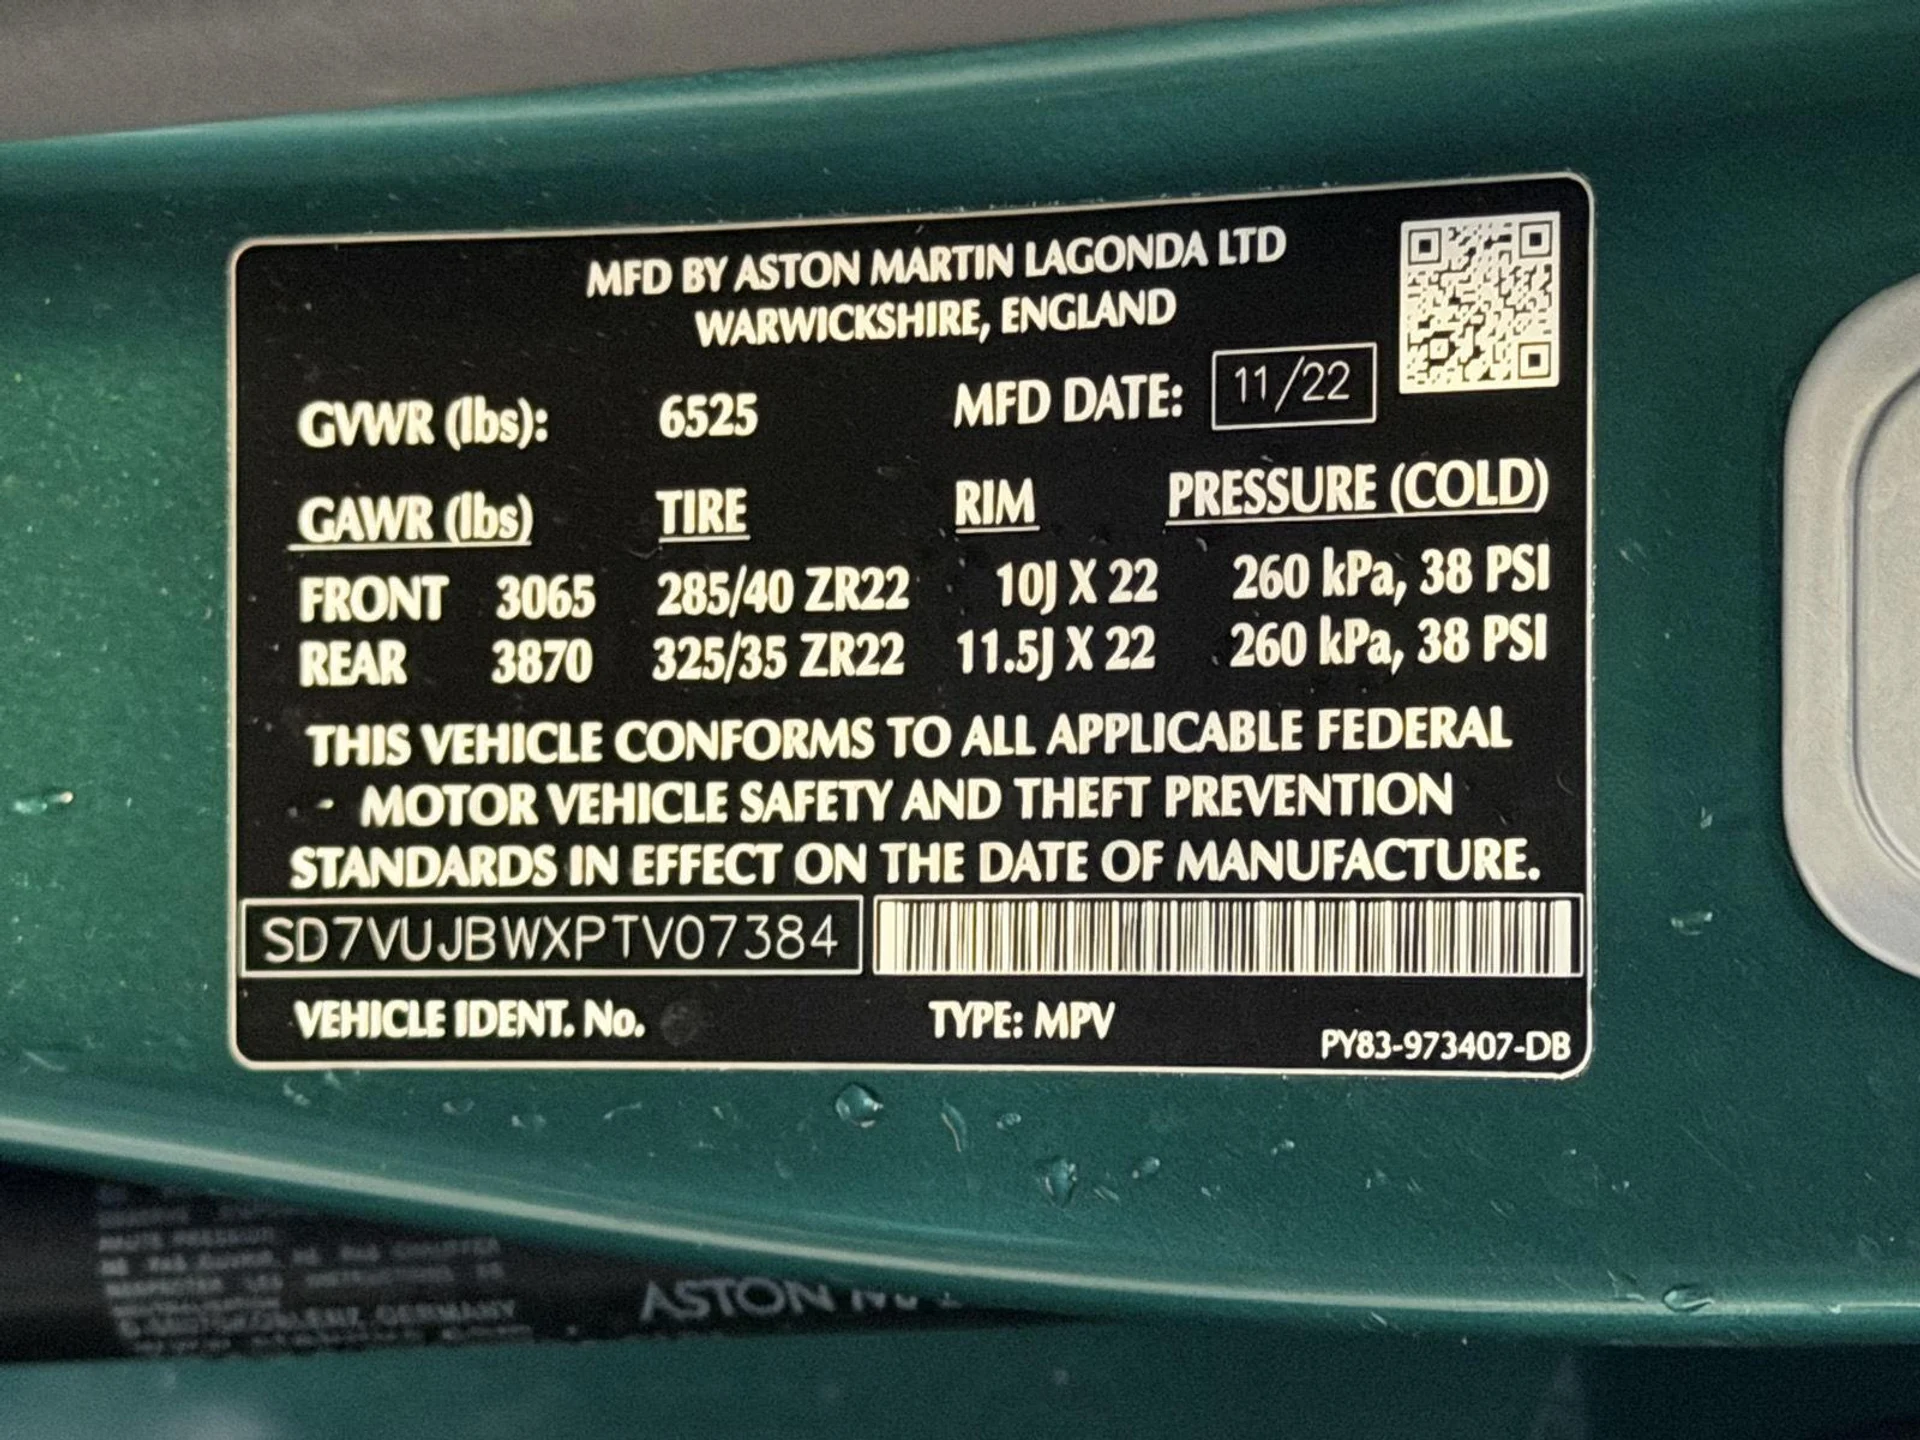 MFD BY ASTON MARTIN LAGONDA LTD
WARWICKSHIRE, ENGLAND
GVWR (lbs): 6525 MFD DATE: 11/22
GAWR (lbs) TIRE RIM PRESSURE (COLD)
FRONT 3065 285/40 ZR22 10J X 22 260 kPa, 38 PSI
REAR 3870 325/35 ZR22 11.5J X 22 260 kPa, 38 PSI
THIS VEHICLE CONFORMS TO ALL APPLICABLE FEDERAL
MOTOR VEHICLE SAFETY AND THEFT PREVENTION
STANDARDS IN EFFECT ON THE DATE OF MANUFACTURE.
SD7VUJBWXPTV07384
VEHICLE IDENT. No. TYPE: MPV PY83-973407-DB
GERMANY
ASTON